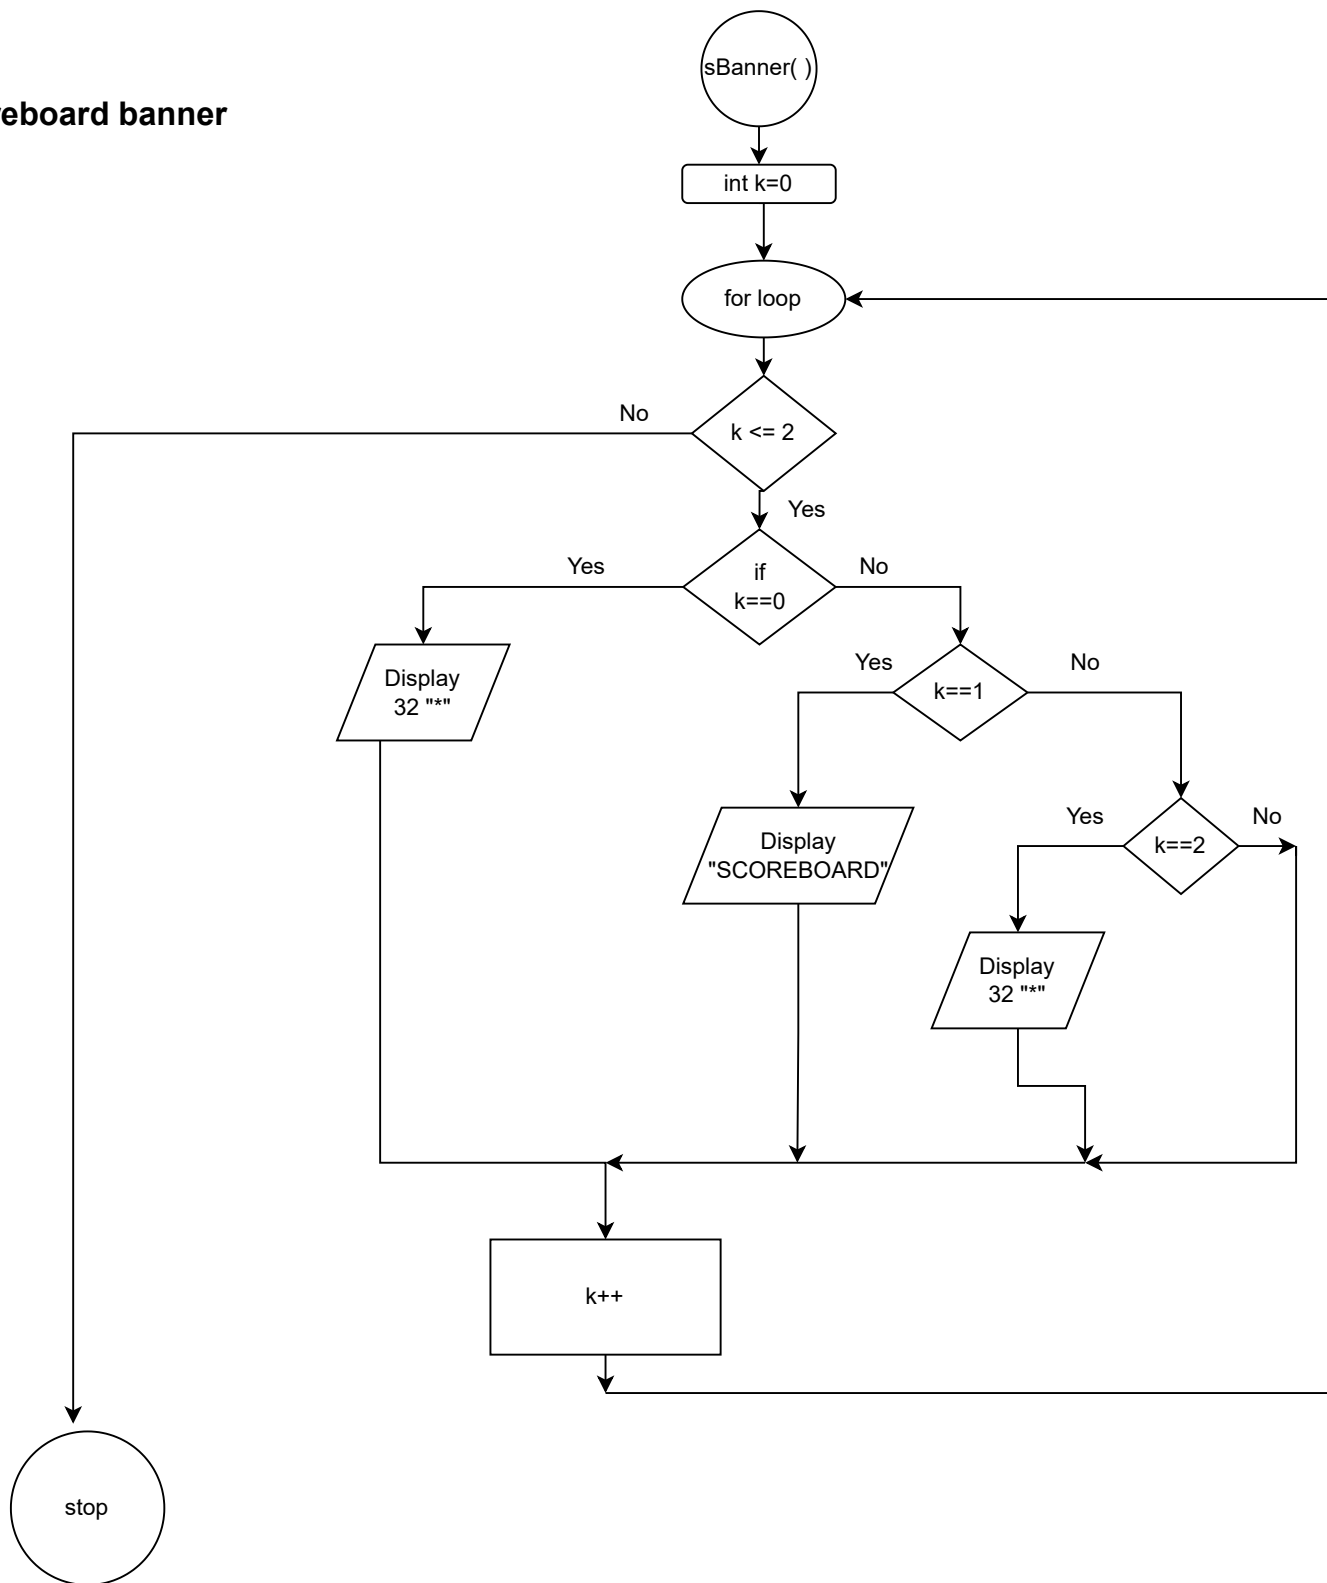 sBanner( )
eboard banner
int k=0
for loop
No
k <= 2
Yes
Yes
if
k==0
No
Display
32 "*"
Yes
k==1
No
Display
"SCOREBOARD"
Yes
k==2
No
Display
32 "*"
k++
stop